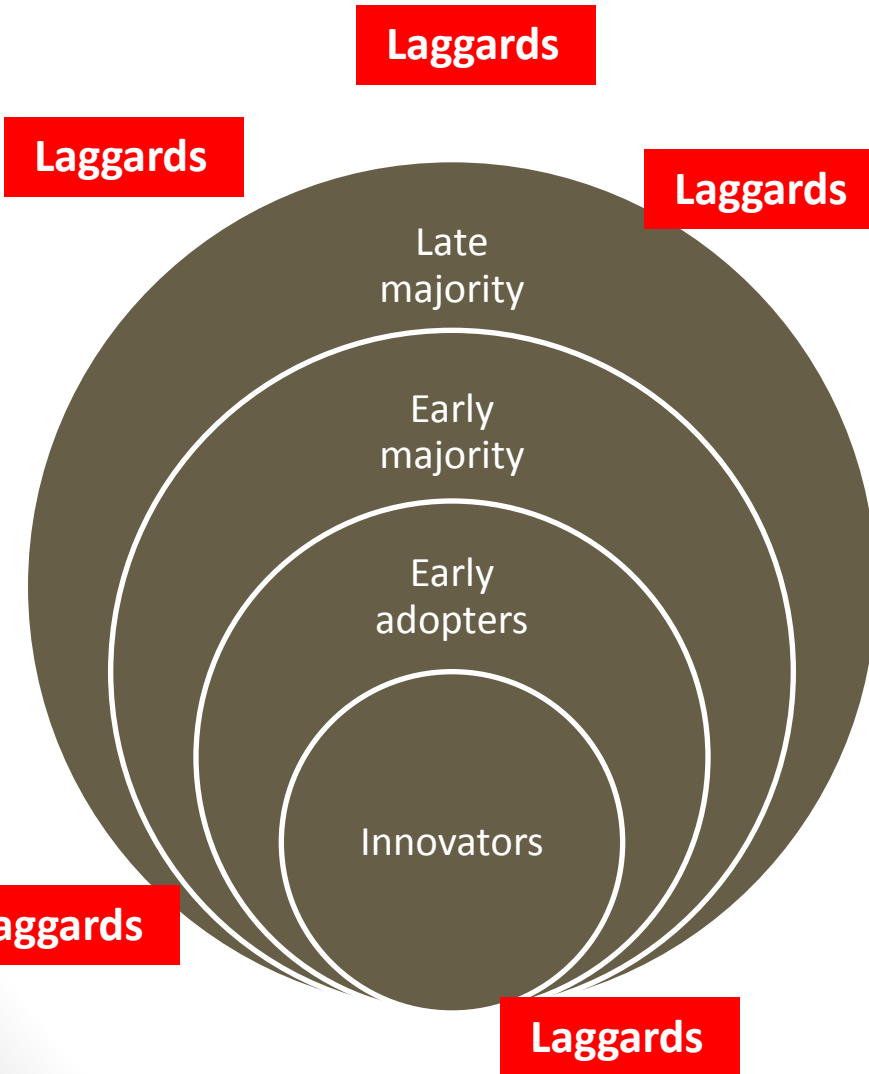 Laggards
Laggards
Laggards
Late
majority
Early
majority
Early
adopters
Innovators
aggards
Laggards